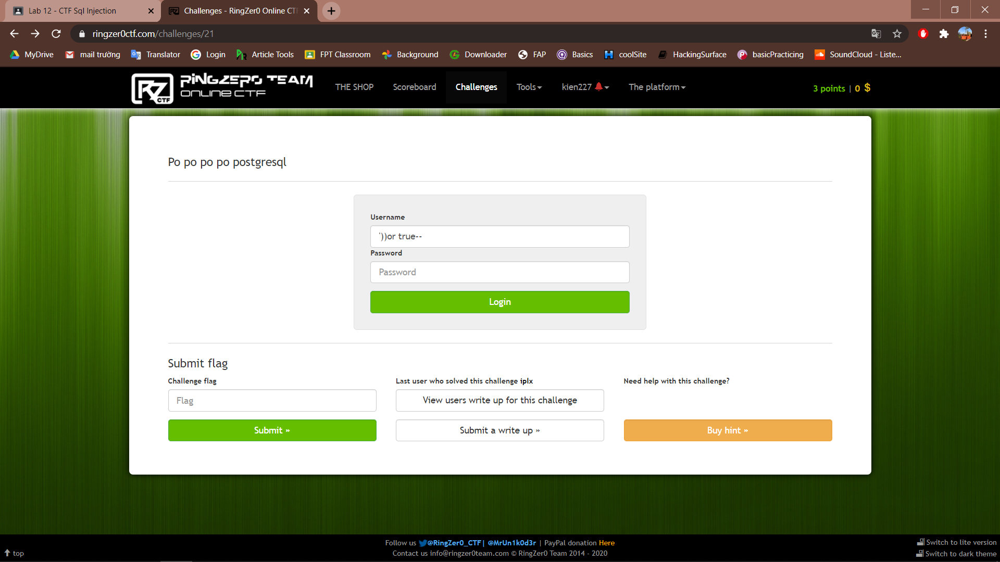 Lab 12 - CTF Sql Injection
Challenges - RingZer0 Online CT
ringzer0ctf.com/challenges/21
MyDrive mail trường Translator Login Article Tools FPT Classroom Background Downloader FAP Basics coolSite HackingSurface basicPracticing SoundCloud - Liste...
RZ CTF RINGZER0 TEAM
ONLINE CTF
THE SHOP Scoreboard Challenges Tools kien227 The platform 3 points | 0 $
Po po po po postgresql
Username
'))or true--
Password
Password
Login
Submit flag
Challenge flag
Flag
Submit »
Last user who solved this challenge iplx
View users write up for this challenge
Submit a write up »
Need help with this challenge?
Buy hint »
Follow us @RingZer0_CTF | @MrUn1k0d3r | PayPal donation Here
Contact us info@ringzer0team.com © RingZer0 Team 2014 - 2020
top
Switch to lite version
Switch to dark theme